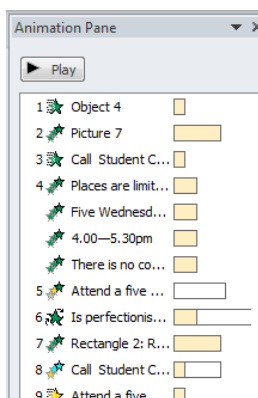 Animation Pane
Play
1 Object 4
2 Picture 7
3 Call Student C...
4 Places are limit...
Five Wednesd...
4.00—5.30pm
There is no co...
5 Attend a five ...
6 Is perfectionis...
7 Rectangle 2: R...
8 Call Student C...
9 Attend a five